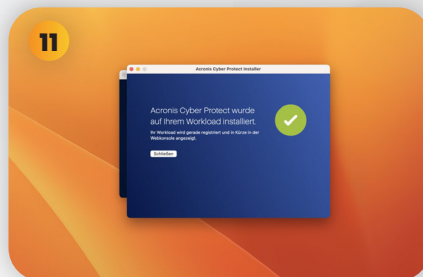 11
Acronis Cyber Protect Installer
Acronis Cyber Protect wurde
auf Ihrem Workload installiert.
Ihr Workload wird gerade registriert und in Kürze in der
Webkonsole angezeigt.
Schließen